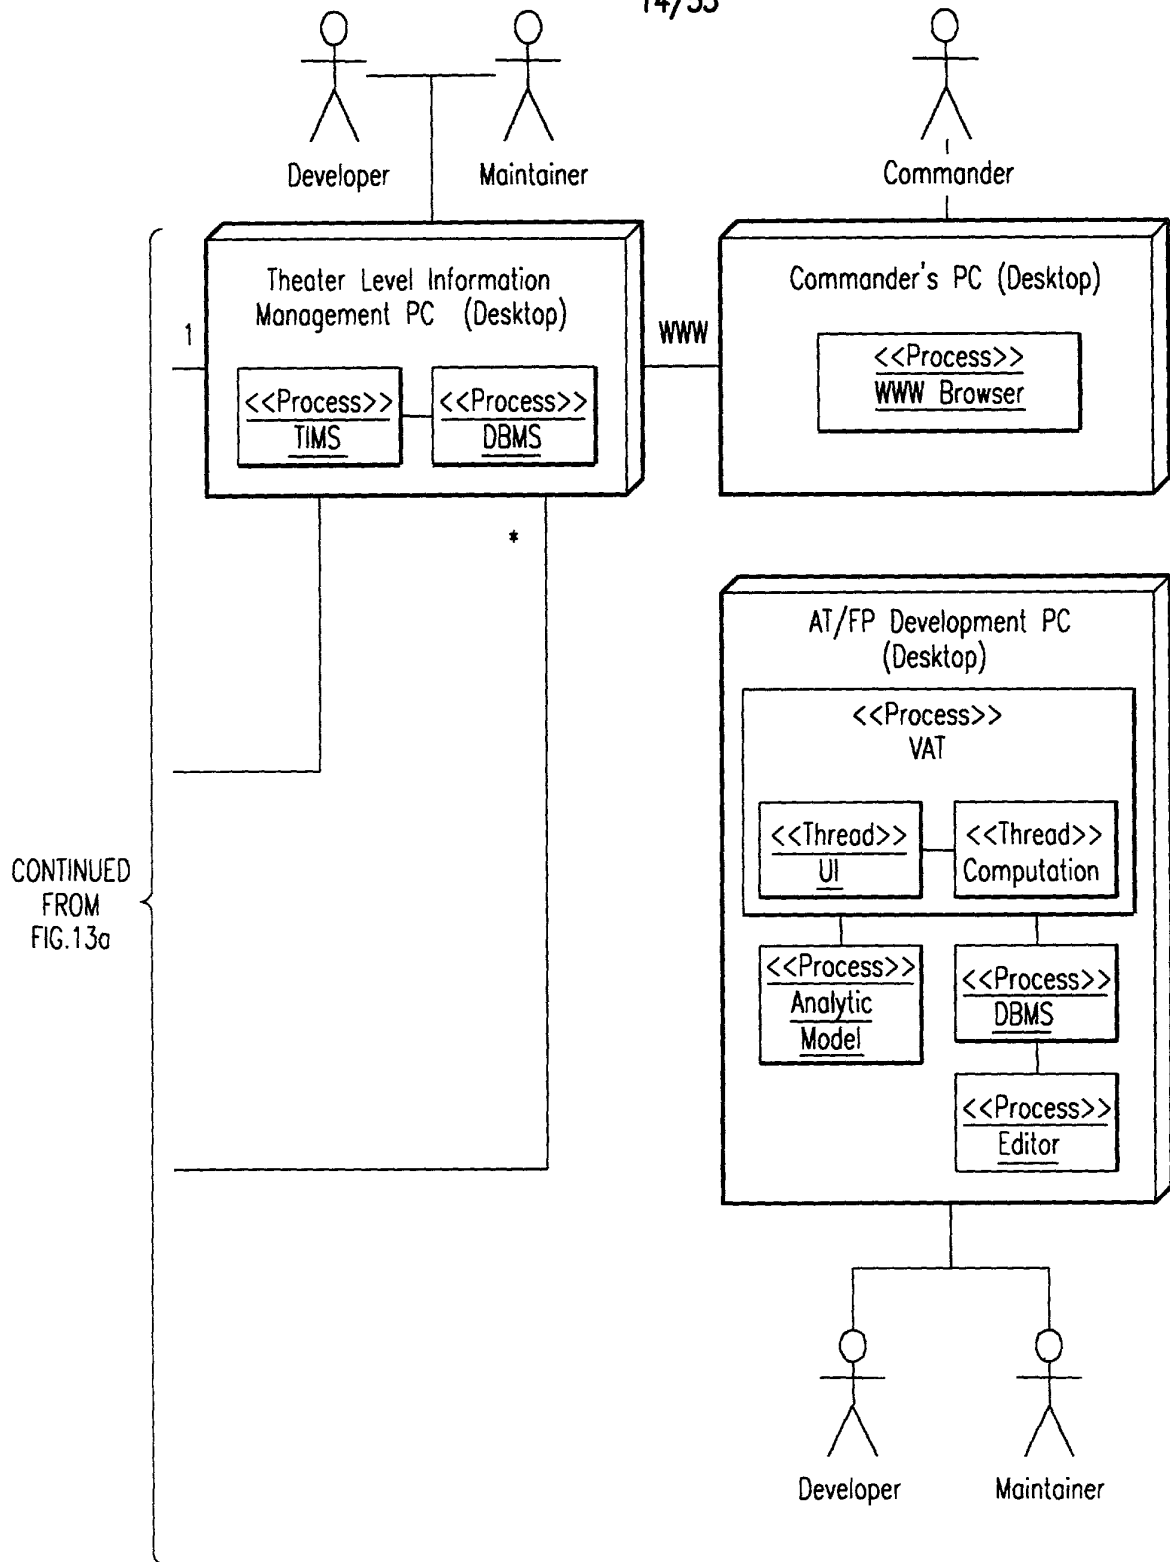 14/55
Developer
Maintainer
Commander
Theater Level Information
Management PC (Desktop)
<<Process>>
TIMS
<<Process>>
DBMS
1
WWW
*
Commander's PC (Desktop)
<<Process>>
WWW Browser
AT/FP Development PC
(Desktop)
<<Process>>
VAT
<<Thread>>
UI
<<Thread>>
Computation
<<Process>>
Analytic
Model
<<Process>>
DBMS
<<Process>>
Editor
CONTINUED
FROM
FIG.13a
Developer
Maintainer